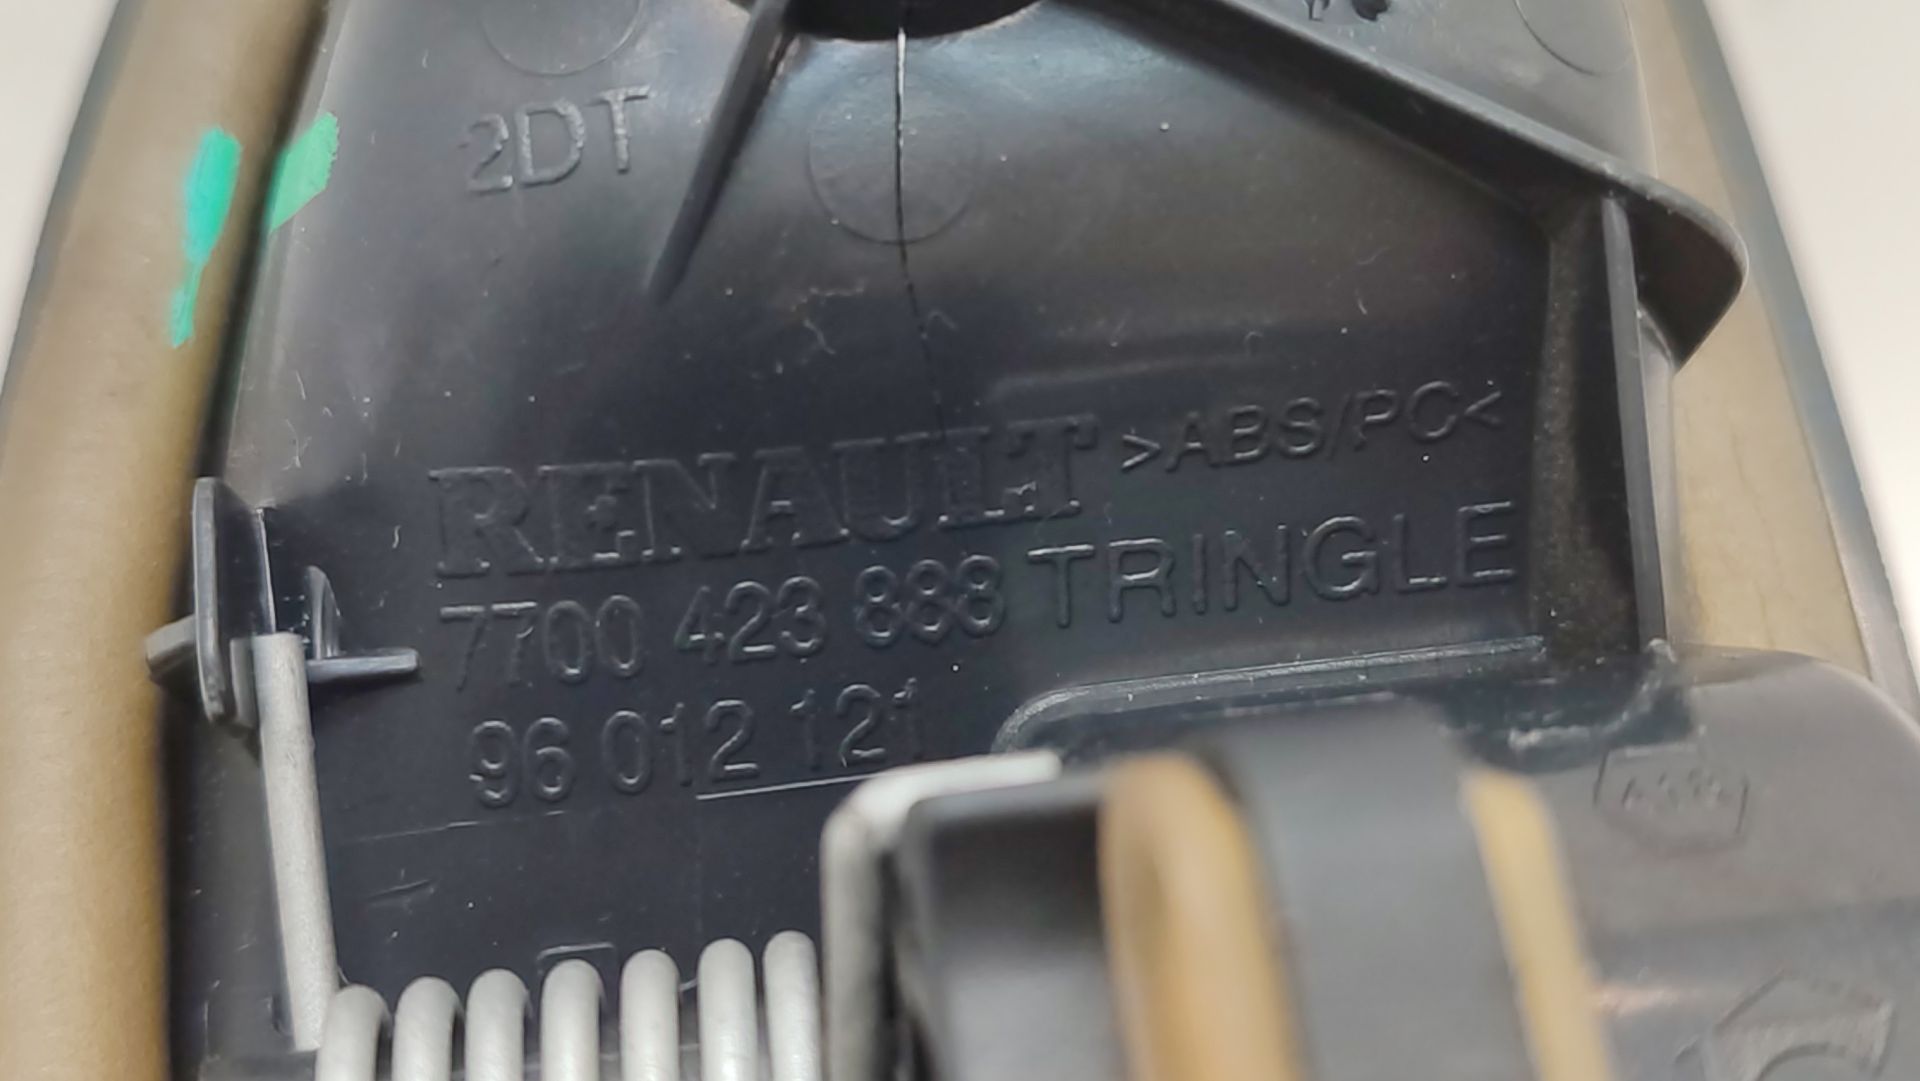 2DT
RENAULT >ABS/PC<
7700 423 888 TRINGLE
96 012 121